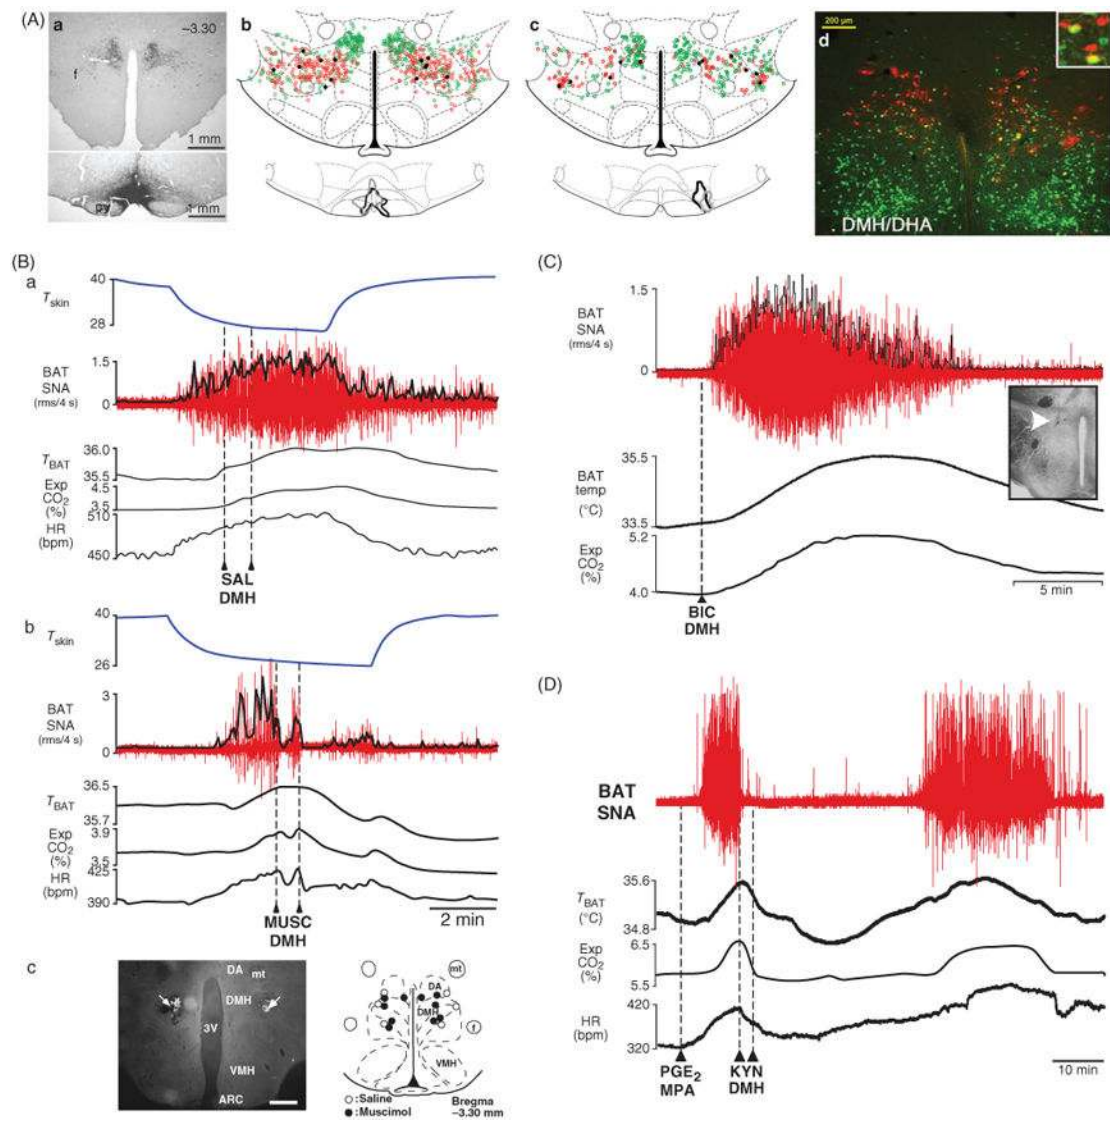 (A)
a
−3.30
f
1 mm
py
1 mm
b
c
200 µm
d
DMH/DHA
(B)
a
40
T skin
28
1.5
BAT
SNA
(rms/4 s)
0
36.0
T BAT
35.5
Exp
4.5
CO2
(%)
3.5
510
HR
(bpm)
450
SAL
DMH
b
40
T skin
26
3
BAT
SNA
(rms/4 s)
0
36.5
T BAT
35.7
Exp
3.9
CO2
(%)
3.5
425
HR
(bpm)
390
MUSC
DMH
2 min
c
DA
mt
DMH
3V
VMH
ARC
mt
DA
DMH
f
VMH
○:Saline
●:Muscimol
Bregma
−3.30 mm
(C)
1.5
BAT
SNA
(rms/4 s)
0
35.5
BAT
temp
(°C)
33.5
5.2
Exp
CO2
(%)
4.0
BIC
DMH
5 min
(D)
BAT
SNA
35.6
T BAT
(°C)
34.8
6.5
Exp
CO2
(%)
5.5
420
HR
(bpm)
320
PGE2
MPA
KYN
DMH
10 min